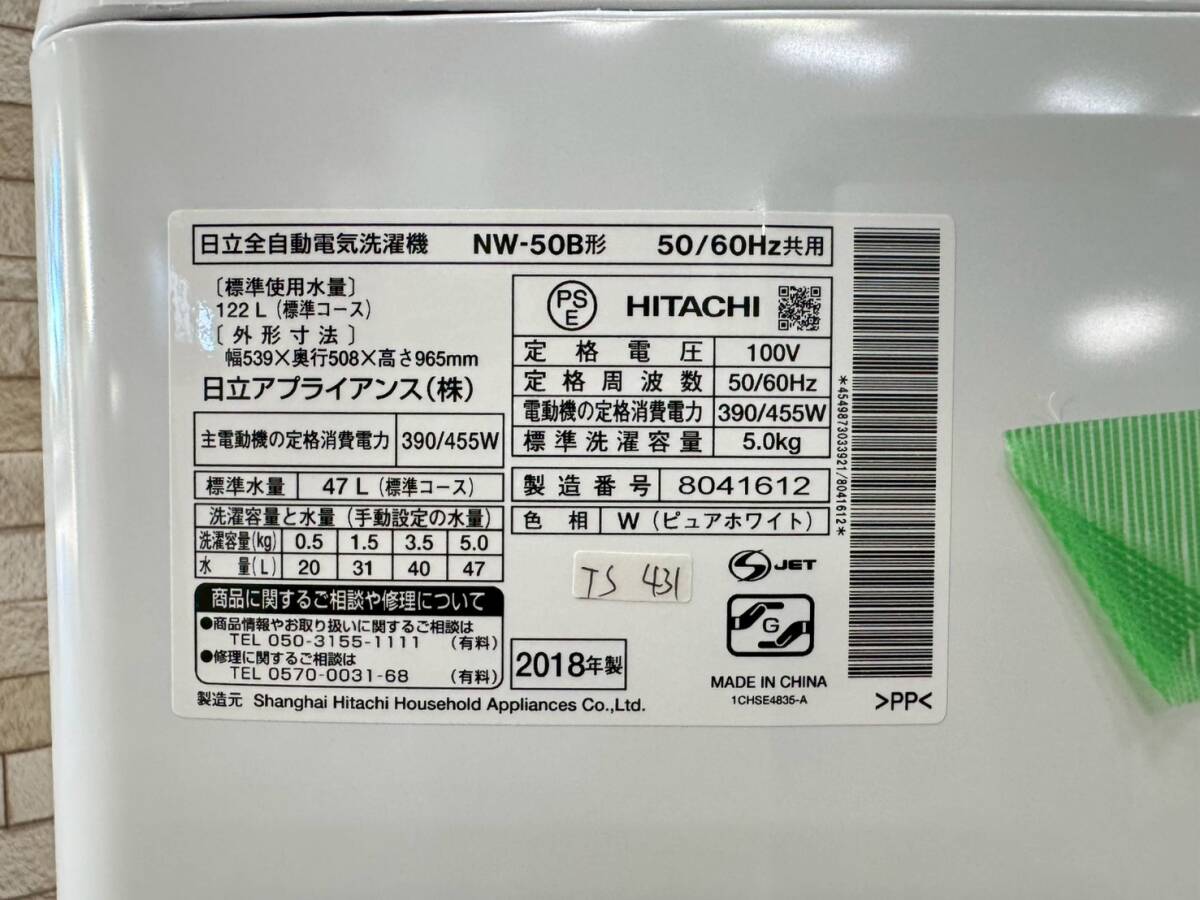 日立全自動電気洗濯機 NW-50B形 50/60Hz共用
〔標準使用水量〕
122 L (標準コース)
〔外形寸法〕
幅539×奥行508×高さ965mm
日立アプライアンス(株)
主電動機の定格消費電力 390/455W
標準水量 47 L (標準コース)
洗濯容量と水量 (手動設定の水量)
洗濯容量(kg) 0.5 1.5 3.5 5.0
水 量(L) 20 31 40 47
商品に関するご相談や修理について
●商品情報やお取り扱いに関するご相談は
TEL 050-3155-1111 (有料)
●修理に関するご相談は
TEL 0570-0031-68 (有料)
製造元 Shanghai Hitachi Household Appliances Co.,Ltd.
PS
E
HITACHI
定格電圧 100V
定格周波数 50/60Hz
電動機の定格消費電力 390/455W
標準洗濯容量 5.0kg
製造番号 8041612
色相 W (ピュアホワイト)
TS 431
S JET
G
2018年製
MADE IN CHINA
1CHSE4835-A
*4549873033921/8041612*
>PP<